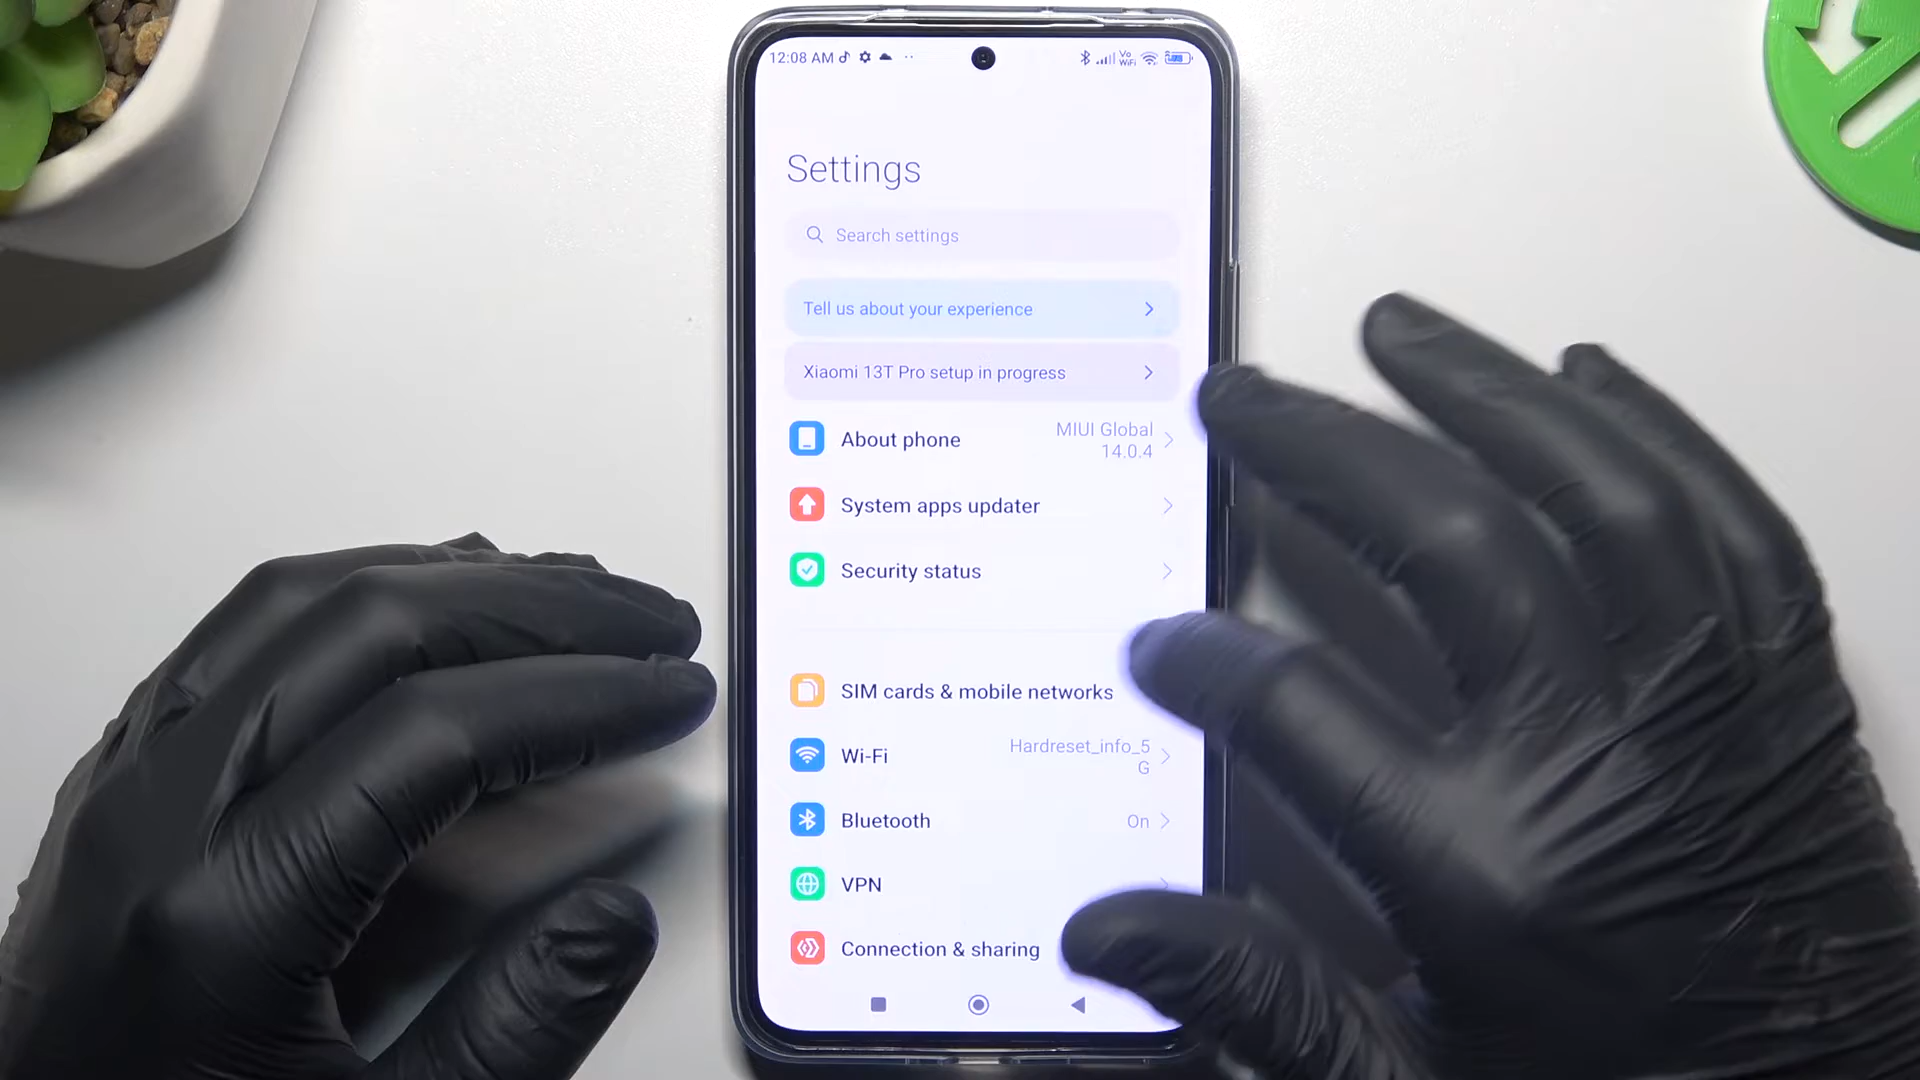 12:08 AM
Vo
WiFi
Settings
Search settings
Tell us about your experience
Xiaomi 13T Pro setup in progress
About phone
MIUI Global
14.0.4
System apps updater
Security status
SIM cards & mobile networks
Wi-Fi
Hardreset_info_5
G
Bluetooth
On
VPN
Connection & sharing